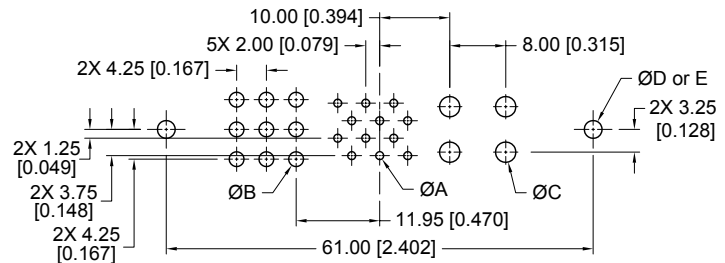 10.00 [0.394]
5X 2.00 [0.079]
8.00 [0.315]
2X 4.25 [0.167]
ØD or E
2X 3.25
[0.128]
2X 1.25
[0.049]
2X 3.75
[0.148]
2X 4.25
[0.167]
ØB
ØA
ØC
11.95 [0.470]
61.00 [2.402]